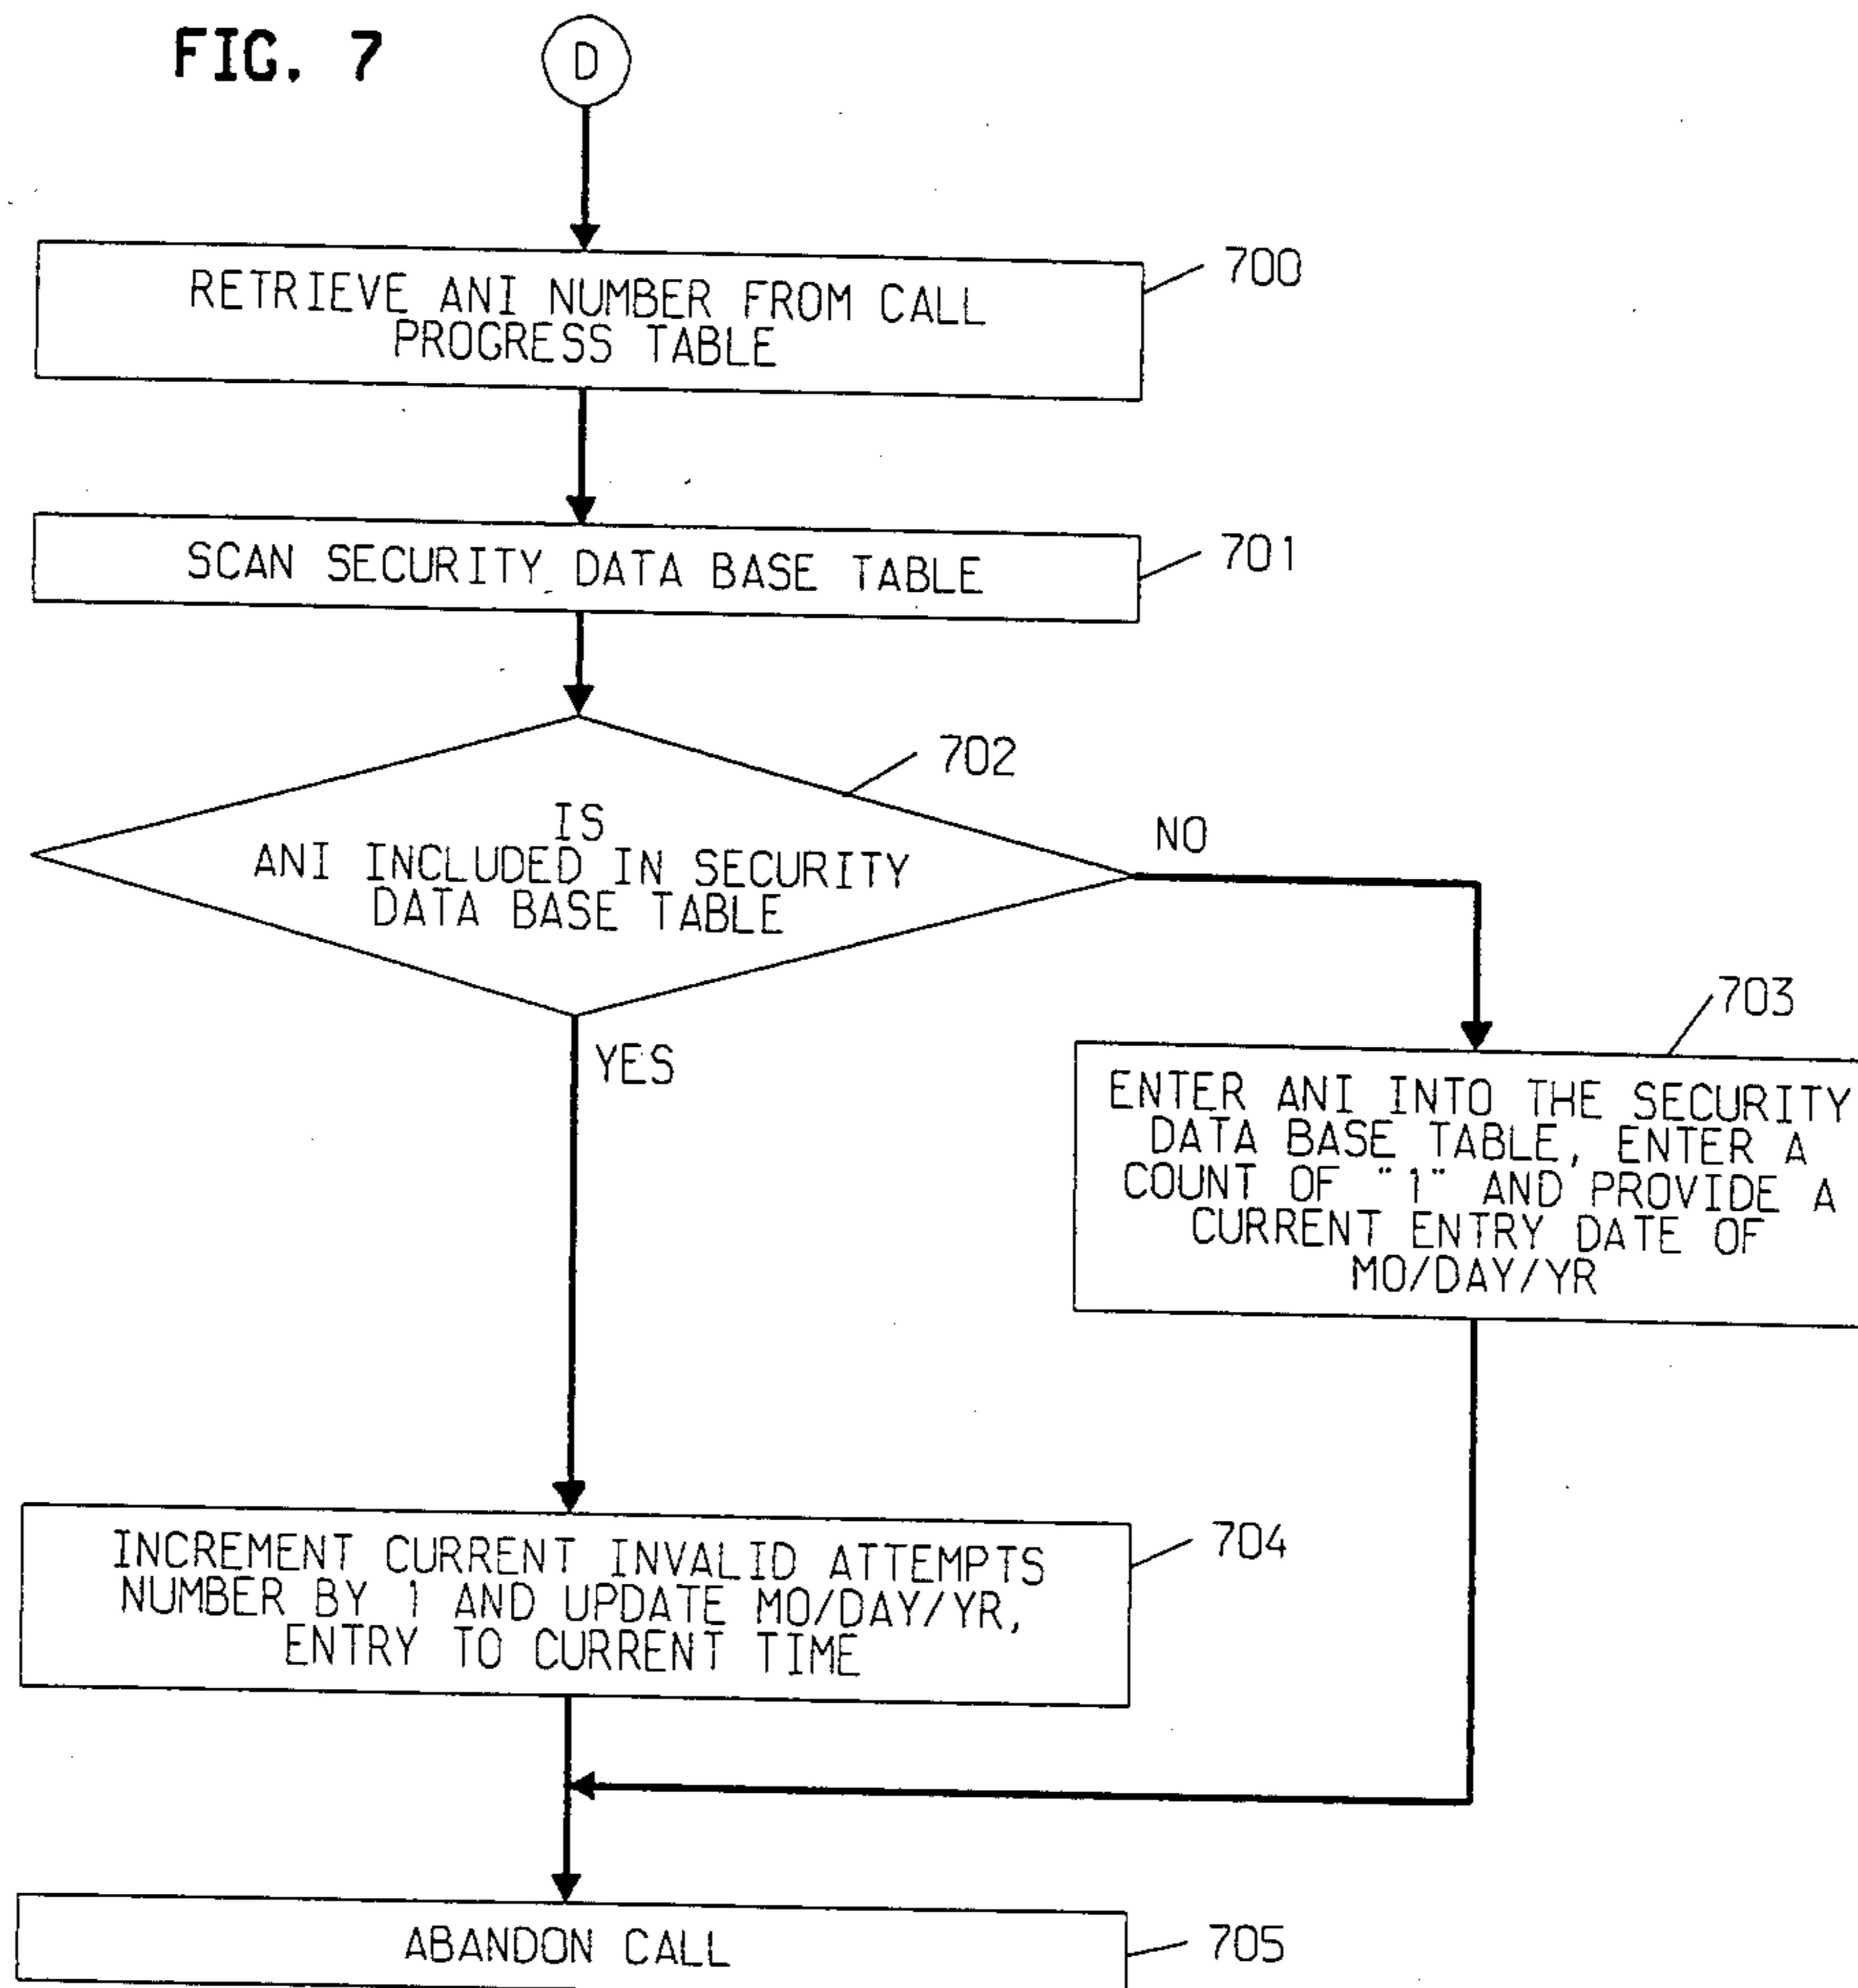 FIG. 7
D
RETRIEVE ANI NUMBER FROM CALL
PROGRESS TABLE
700
SCAN SECURITY DATA BASE TABLE
701
702
IS
ANI INCLUDED IN SECURITY
DATA BASE TABLE
NO
YES
703
ENTER ANI INTO THE SECURITY
DATA BASE TABLE, ENTER A
COUNT OF "1" AND PROVIDE A
CURRENT ENTRY DATE OF
MO/DAY/YR
INCREMENT CURRENT INVALID ATTEMPTS
NUMBER BY 1 AND UPDATE MO/DAY/YR,
ENTRY TO CURRENT TIME
704
ABANDON CALL
705